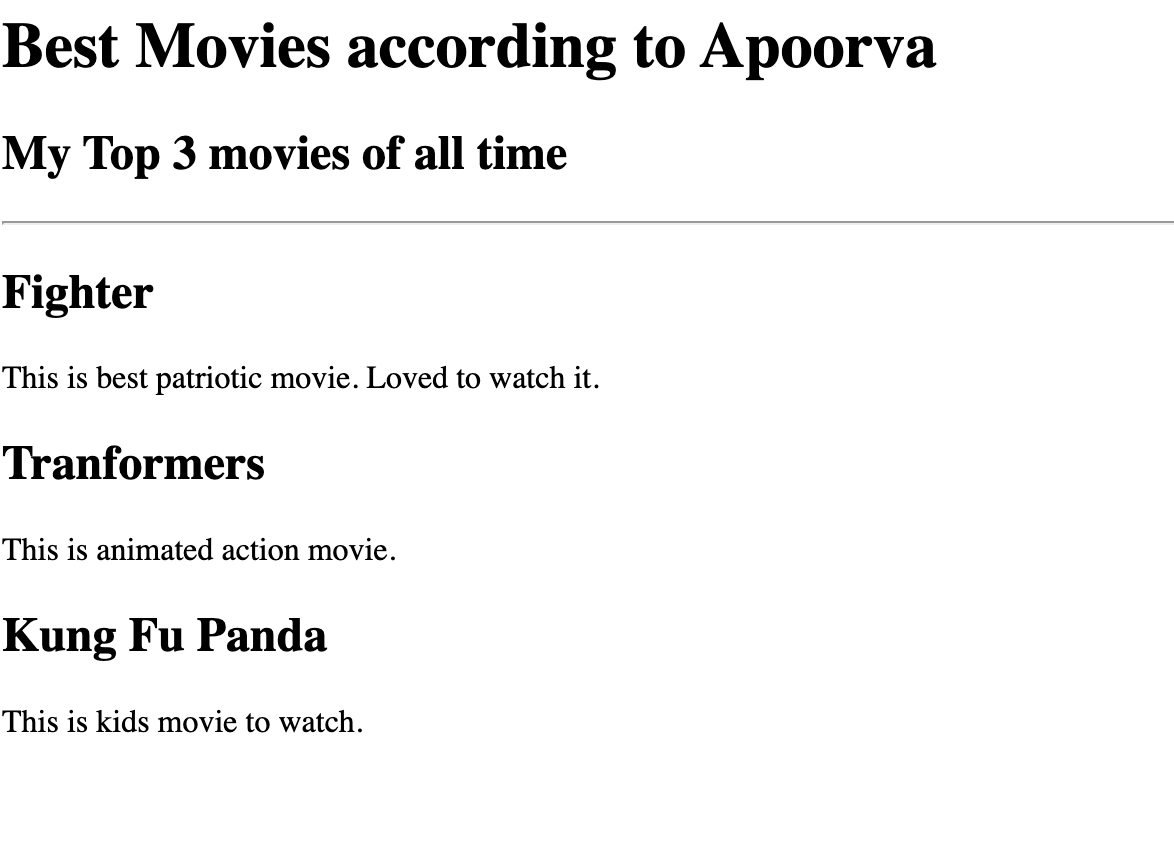 Best Movies according to Apoorva
My Top 3 movies of all time
Fighter
This is best patriotic movie. Loved to watch it.
Tranformers
This is animated action movie.
Kung Fu Panda
This is kids movie to watch.